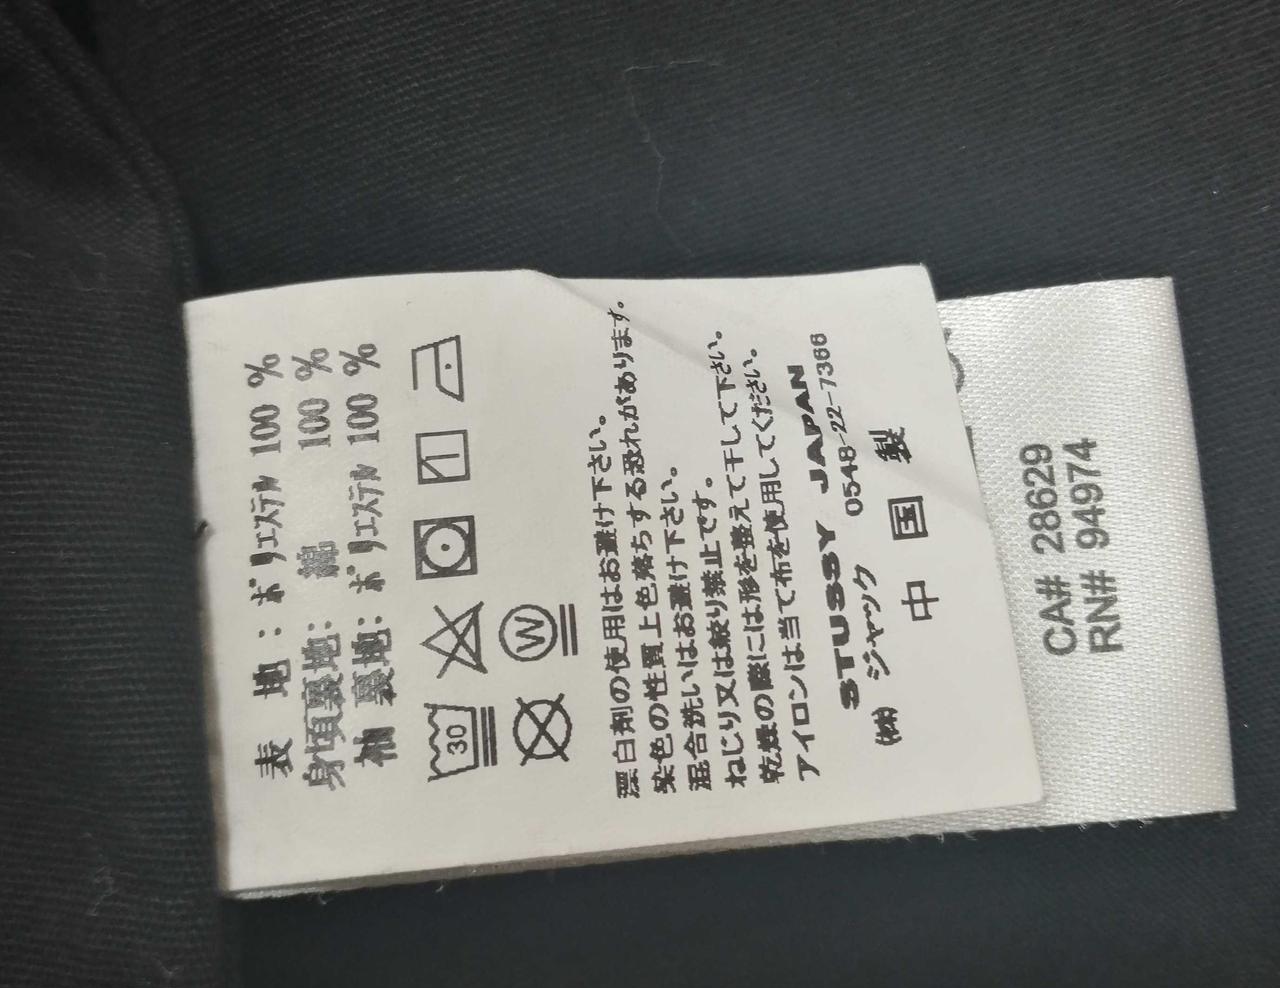 表 地 : ポリエステル 100 %
身頃裏地: 綿 100 %
袖裏地: ポリエステル 100 %
30
W
漂白剤の使用はお避け下さい。
染色の性質上色落ちする恐れがあります。
混合洗いはお避け下さい。
ねじり又は絞り禁止です。
乾燥の際には形を整えて干して下さい。
アイロンは当て布を使用してください。
STUSSY JAPAN
㈱ ジャック 0548-22-7366
中 国 製
CA# 28629
RN# 94974